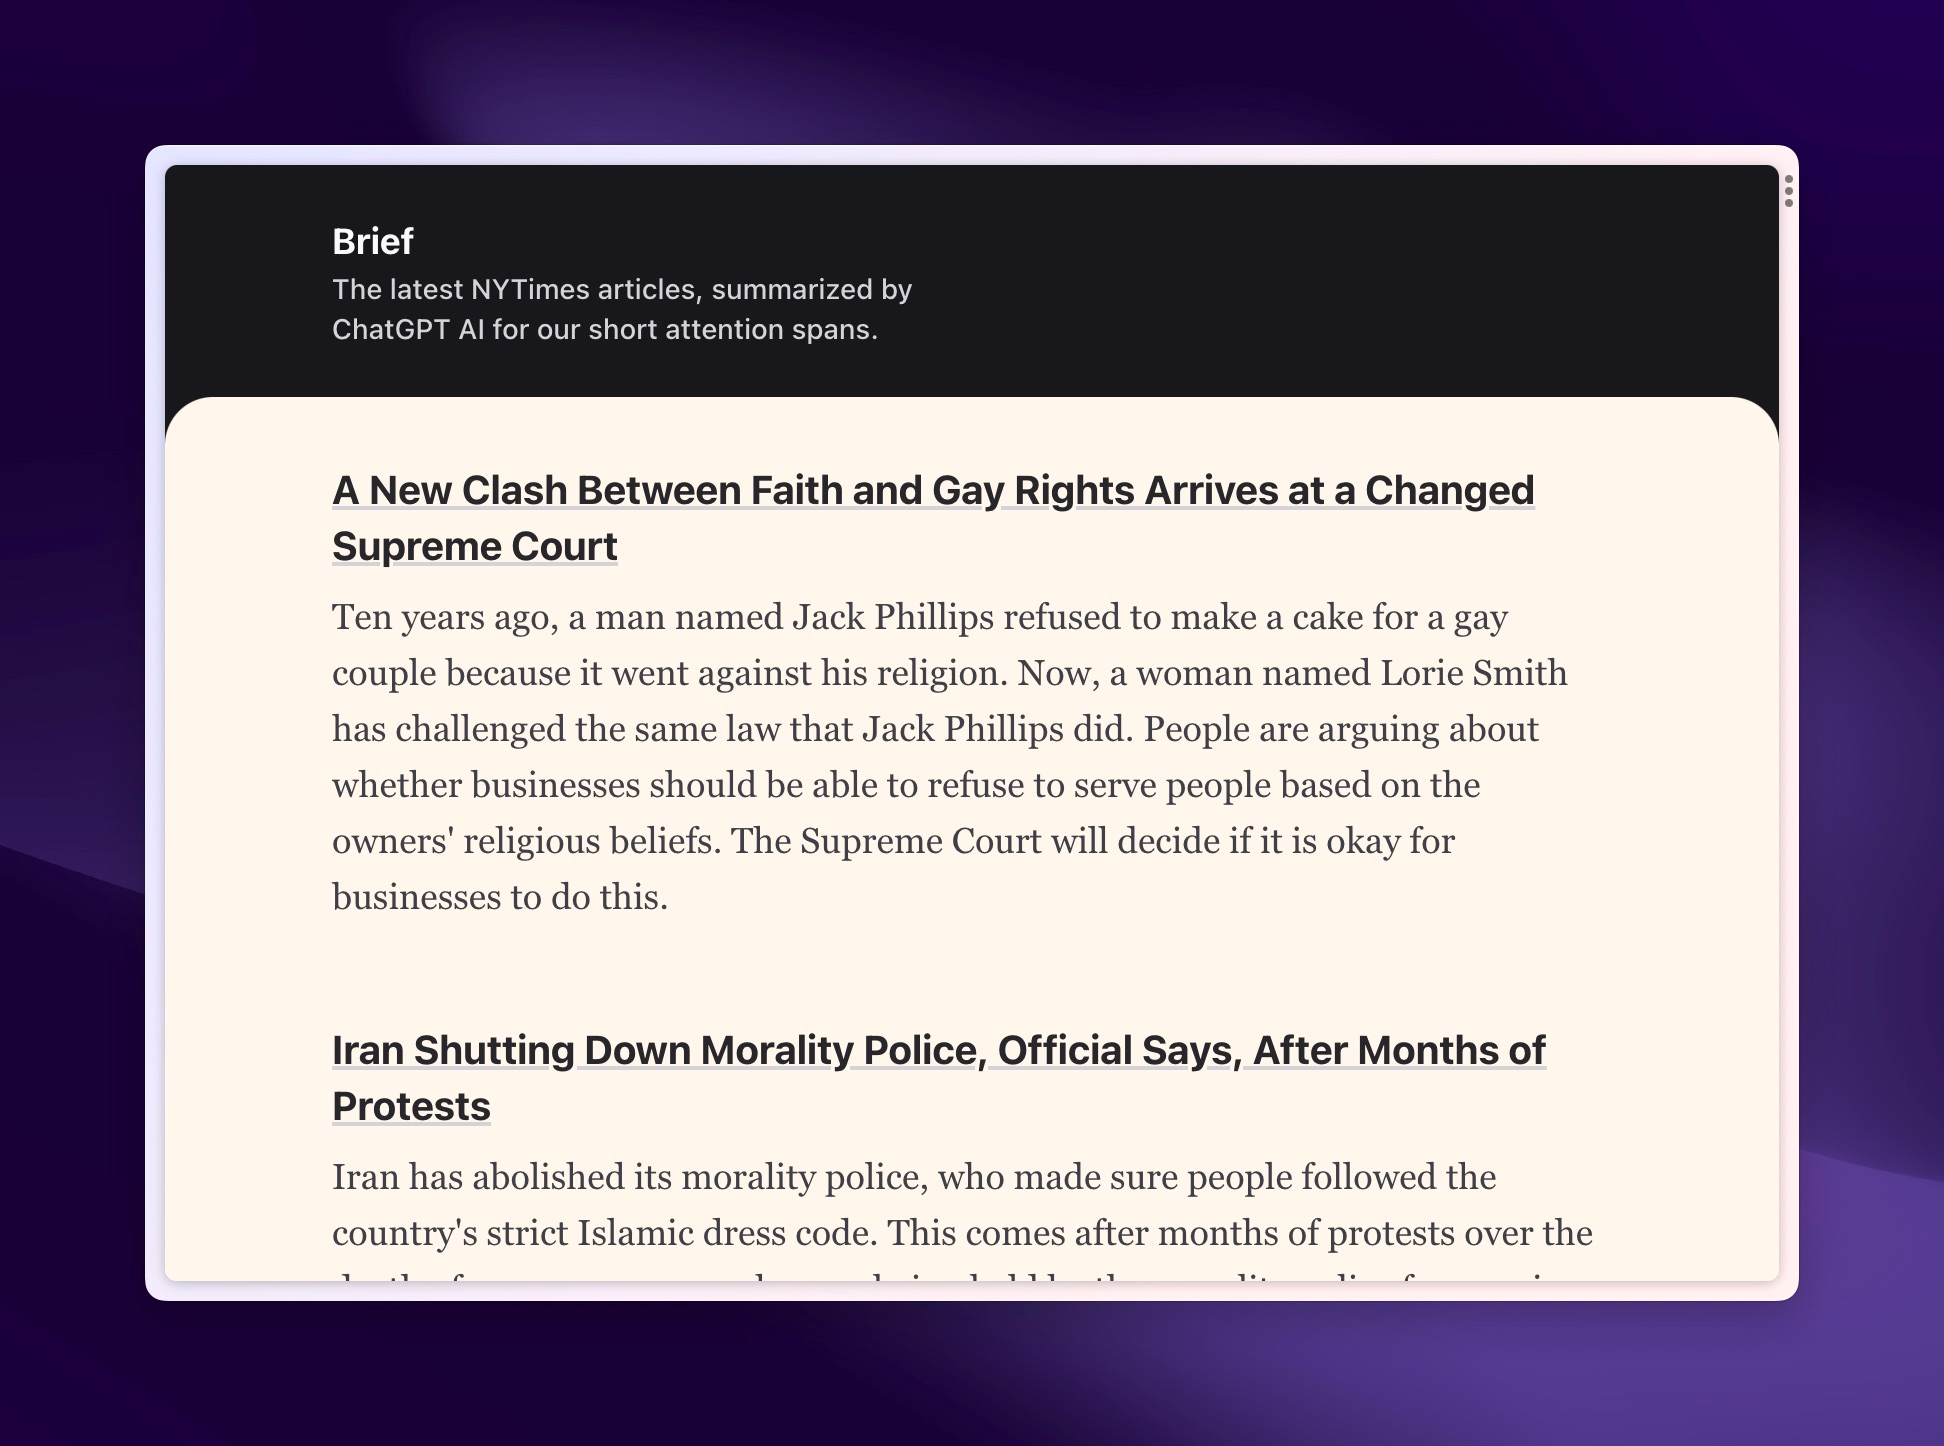 Brief
The latest NYTimes articles, summarized by
ChatGPT AI for our short attention spans.
A New Clash Between Faith and Gay Rights Arrives at a Changed
Supreme Court
Ten years ago, a man named Jack Phillips refused to make a cake for a gay
couple because it went against his religion. Now, a woman named Lorie Smith
has challenged the same law that Jack Phillips did. People are arguing about
whether businesses should be able to refuse to serve people based on the
owners' religious beliefs. The Supreme Court will decide if it is okay for
businesses to do this.
Iran Shutting Down Morality Police, Official Says, After Months of
Protests
Iran has abolished its morality police, who made sure people followed the
country's strict Islamic dress code. This comes after months of protests over the